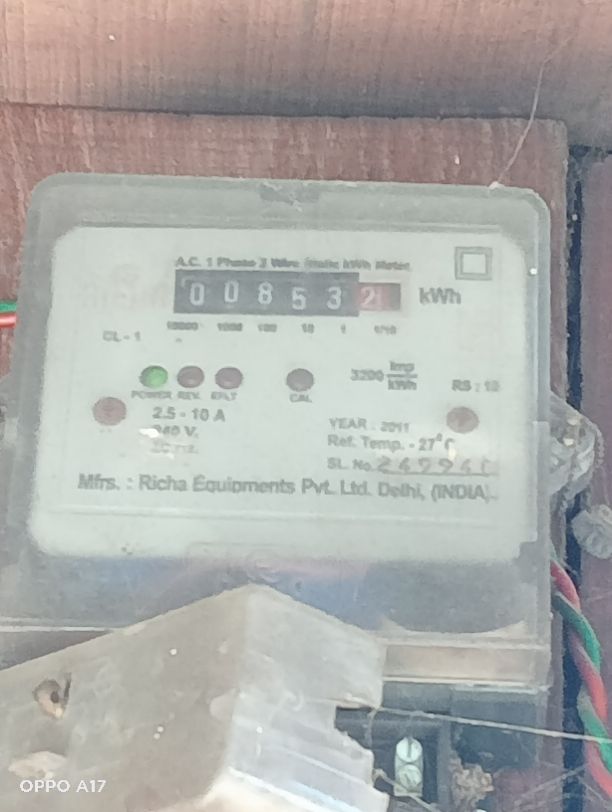 A.C. 1 Phase 2 Wire Static kWh Meter
0 0 8 5 3 2 kWh
10000 1000 100 10 1 1/10
CL - 1
3200 Imp/kWh
POWER REV. E/LT CAL RS : 10
2.5 - 10 A
240 V.
YEAR : 2011
Ref. Temp. - 27°C
SL. No.
Mfrs. : Richa Equipments Pvt. Ltd. Delhi, (INDIA).
OPPO A17